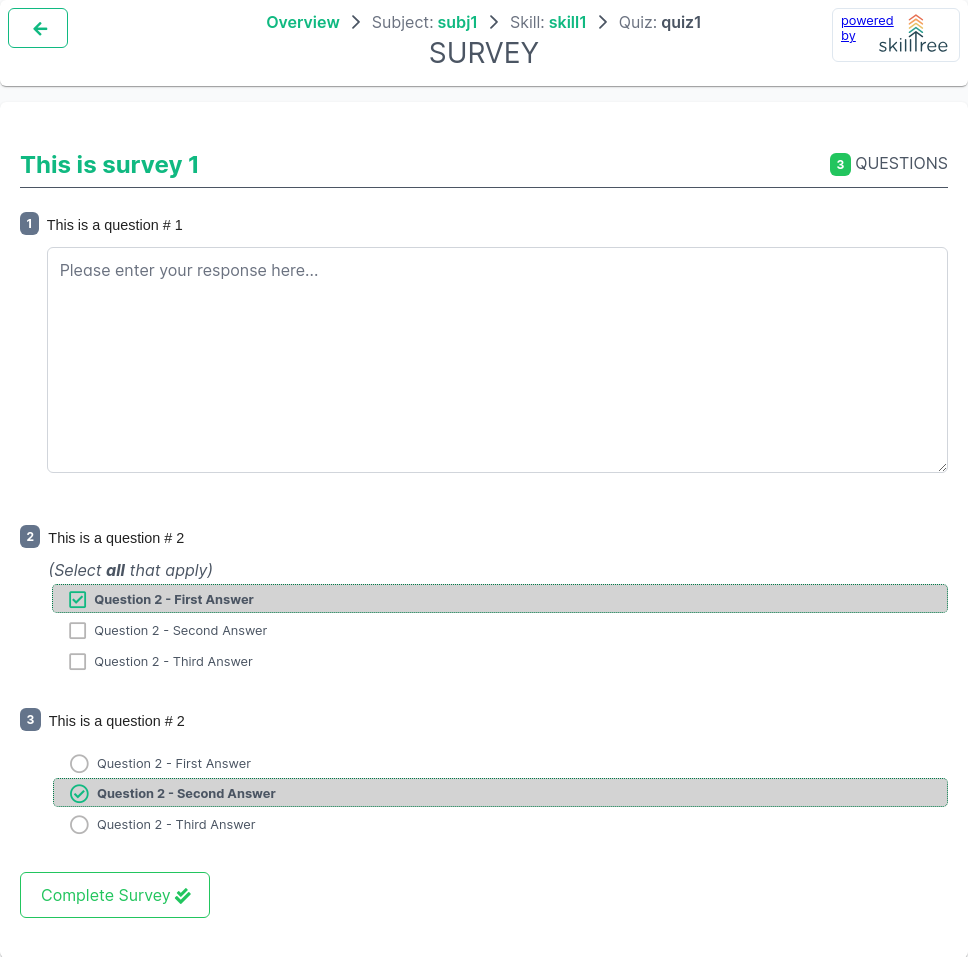 Overview > Subject: subj1 > Skill: skill1 > Quiz: quiz1
SURVEY
powered
by
skilltree
This is survey 1
3 QUESTIONS
1 This is a question # 1
Please enter your response here...
2 This is a question # 2
(Select all that apply)
Question 2 - First Answer
Question 2 - Second Answer
Question 2 - Third Answer
3 This is a question # 2
Question 2 - First Answer
Question 2 - Second Answer
Question 2 - Third Answer
Complete Survey